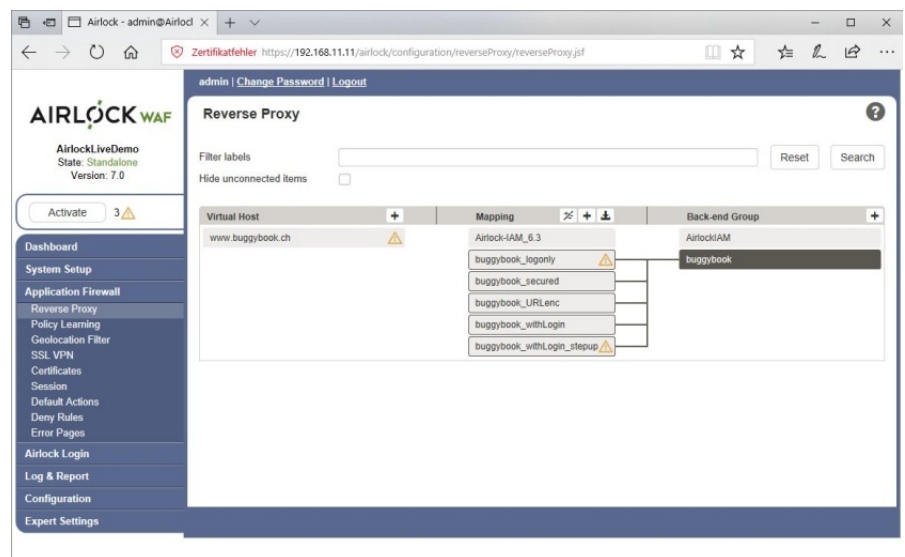 Airlock - admin@Airlocl
Zertifikatfehler https://192.168.11.11/airlock/configuration/reverseProxy/reverseProxy.jsf
admin | Change Password | Logout
AIRLOCK WAF
AirlockLiveDemo
State: Standalone
Version: 7.0
Activate 3
Dashboard
System Setup
Application Firewall
Reverse Proxy
Policy Learning
Geolocation Filter
SSL VPN
Certificates
Session
Default Actions
Deny Rules
Error Pages
Airlock Login
Log & Report
Configuration
Expert Settings
Reverse Proxy
Filter labels
Reset Search
Hide unconnected items
Virtual Host Mapping Back-end Group
www.buggybook.ch Airlock-IAM_6.3 AirlockIAM
buggybook_logonly buggybook
buggybook_secured
buggybook_URLenc
buggybook_withLogin
buggybook_withLogin_stepup